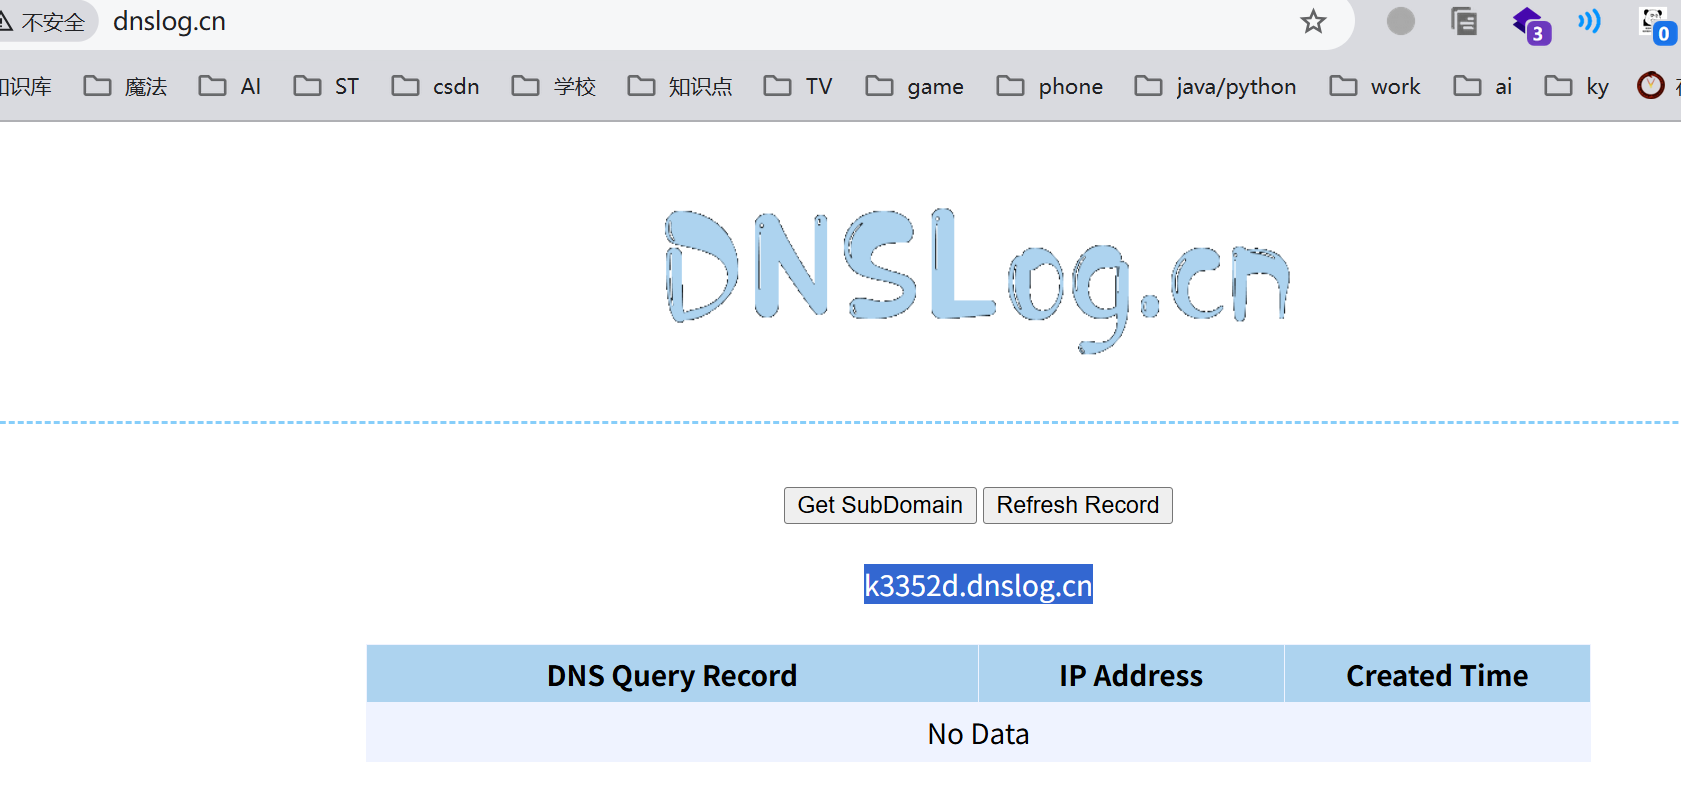 不安全 dnslog.cn 3 0
识库 魔法 AI ST csdn 学校 知识点 TV game phone java/python work ai ky
DNSLog.cn
Get SubDomain Refresh Record
k3352d.dnslog.cn
DNS Query Record IP Address Created Time
No Data